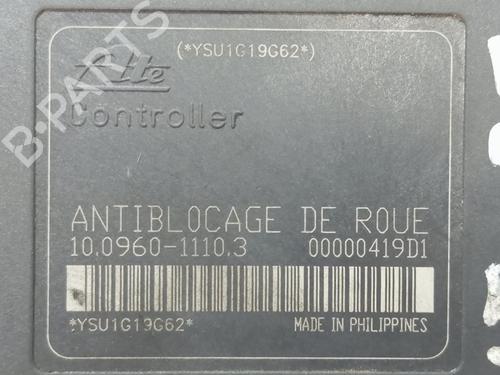 (*YSU1G19G62*)
Ate
Controller
B-PARTS
ANTIBLOCAGE DE ROUE
10.0960-1110.3 00000419D1
*YSU1G19G62* MADE IN PHILIPPINES